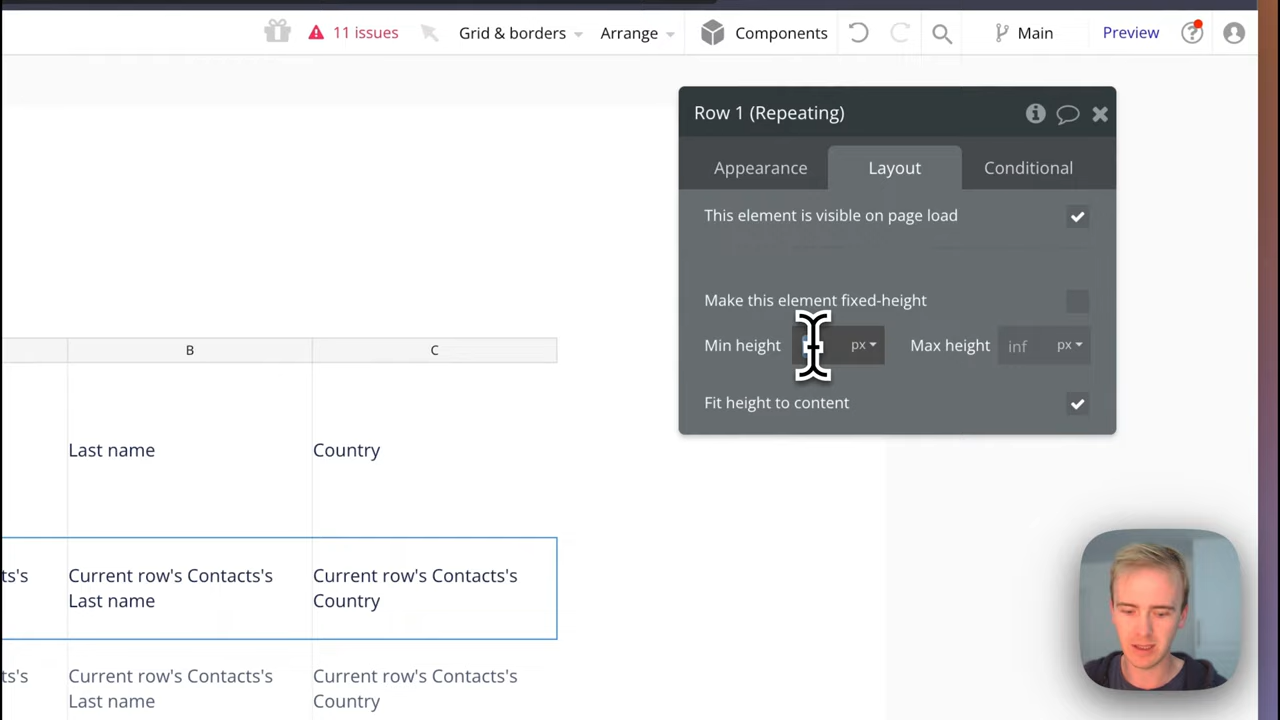 11 issues
Grid & borders
Arrange
Components
Main
Preview
Row 1 (Repeating)
Appearance
Layout
Conditional
This element is visible on page load
Make this element fixed-height
Min height
px
Max height
inf
px
Fit height to content
B
C
Last name
Country
ts's
Current row's Contacts's
Last name
Current row's Contacts's
Country
ts's
Current row's Contacts's
Last name
Current row's Contacts's
Country